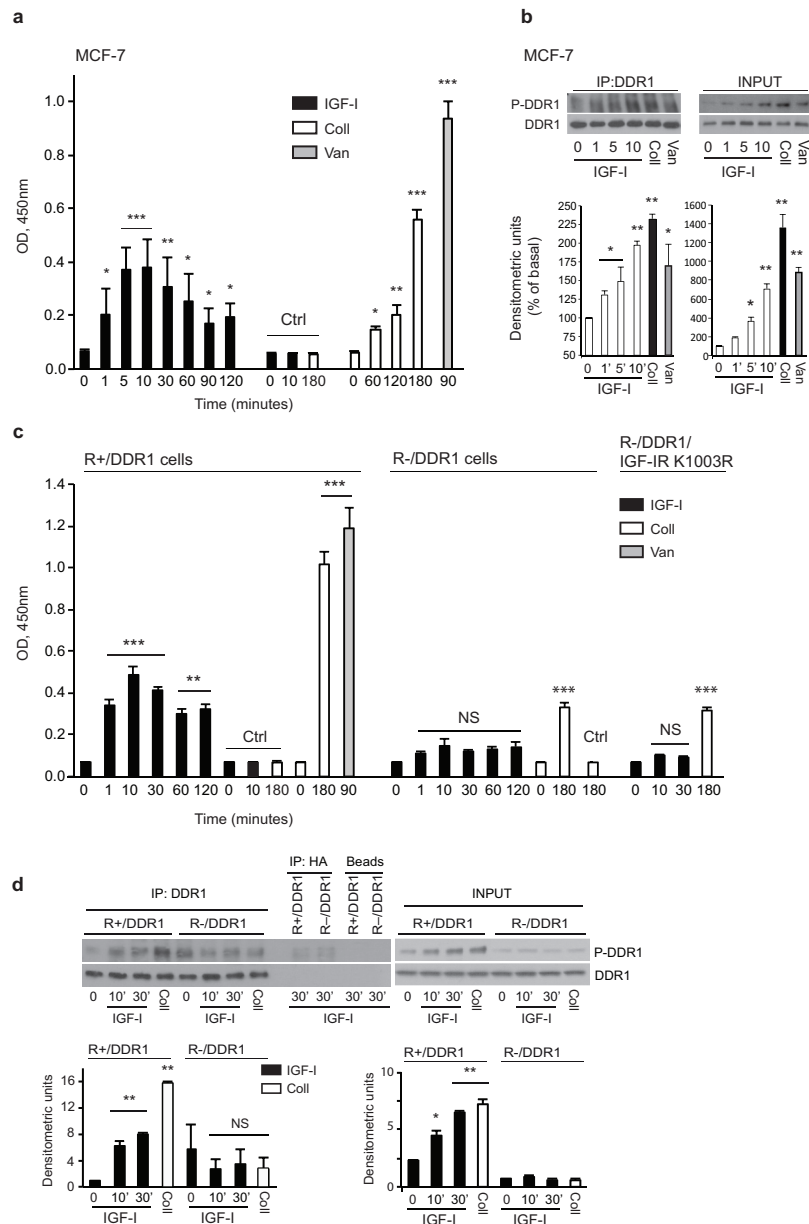 a
MCF-7
***
1.0
IGF-I
Coll
Van
0.8
OD, 450nm
0.6
***
***
0.4
**
*
*
**
*
*
*
0.2
Ctrl
0.0
0 1 5 10 30 60 90 120 0 10 180 0 60 120 180 90
Time (minutes)
b
MCF-7
IP:DDR1 INPUT
P-DDR1
DDR1
0 1 5 10 Coll Van 0 1 5 10 Coll Van
IGF-I IGF-I
Densitometric units
(% of basal)
250
225
200
175
150
125
100
75
50
* ** ** *
0 1' 5' 10' Coll Van
IGF-I
1600
1400
1200
1000
800
600
400
200
0
* ** ** **
0 1' 5' 10' Coll Van
IGF-I
c
R+/DDR1 cells R-/DDR1 cells R-/DDR1/
IGF-IR K1003R
1.4
***
IGF-I
Coll
Van
1.2
1.0
OD, 450nm
0.8
0.6
***
**
0.4
*** ***
NS
Ctrl
NS
Ctrl
0.2
0.0
0 1 10 30 60 120 0 10 180 0 180 90 0 1 10 30 60 120 0 180 180 0 10 30 180
Time (minutes)
d
IP: DDR1 IP: HA Beads INPUT
R+/DDR1 R-/DDR1 R+/DDR1 R–/DDR1 R+/DDR1 R–/DDR1 R+/DDR1 R-/DDR1
P-DDR1
DDR1
0 10' 30' Coll 0 10' 30' Coll 30' 30' 30' 30' 0 10' 30' Coll 0 10' 30' Coll
IGF-I IGF-I IGF-I IGF-I IGF-I
R+/DDR1 R-/DDR1
Densitometric units
16
12
8
4
0
** **
IGF-I
Coll
NS
0 10' 30' Coll 0 10' 30' Coll
IGF-I IGF-I
R+/DDR1 R-/DDR1
Densitometric units
10
5
0
* **
0 10' 30' Coll 0 10' 30' Coll
IGF-I IGF-I